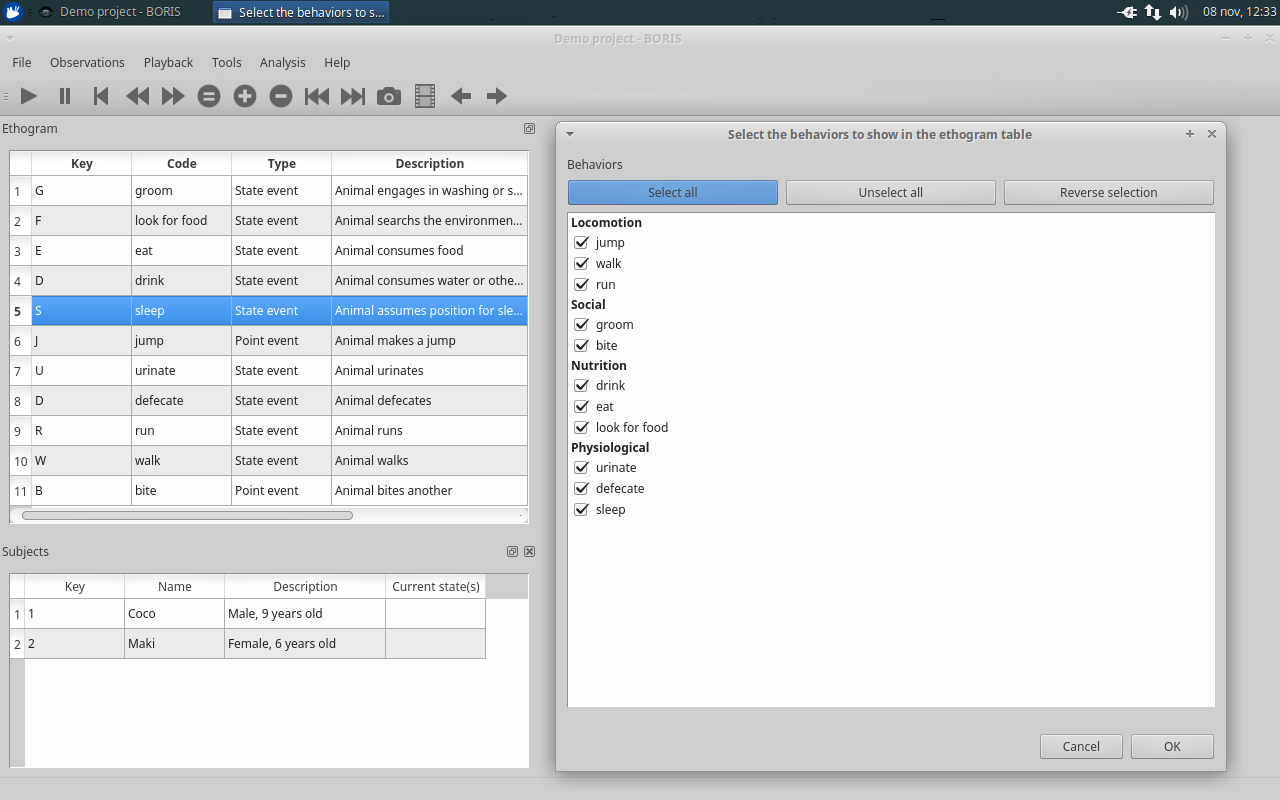 Demo project - BORIS
Select the behaviors to s...
08 nov, 12:33
Demo project - BORIS
File Observations Playback Tools Analysis Help
Ethogram
Key Code Type Description
1 G groom State event Animal engages in washing or s...
2 F look for food State event Animal searchs the environmen...
3 E eat State event Animal consumes food
4 D drink State event Animal consumes water or othe...
5 S sleep State event Animal assumes position for sle...
6 J jump Point event Animal makes a jump
7 U urinate State event Animal urinates
8 D defecate State event Animal defecates
9 R run State event Animal runs
10 W walk State event Animal walks
11 B bite Point event Animal bites another
Subjects
Key Name Description Current state(s)
1 1 Coco Male, 9 years old
2 2 Maki Female, 6 years old
Select the behaviors to show in the ethogram table
Behaviors
Select all Unselect all Reverse selection
Locomotion
jump
walk
run
Social
groom
bite
Nutrition
drink
eat
look for food
Physiological
urinate
defecate
sleep
Cancel OK